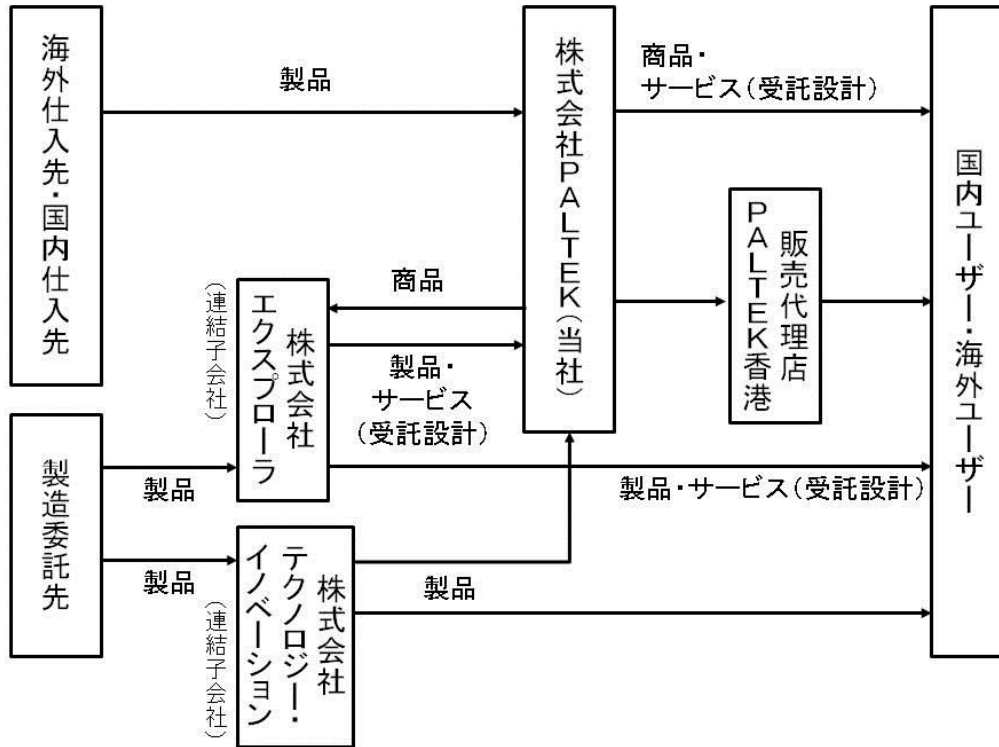 海外仕入先・国内仕入先
製品
株式会社PALTEK(当社)
商品・
サービス(受託設計)
国内ユーザー・海外ユーザー
販売代理店
PALTEK香港
商品
株式会社
エクスプローラ
(連結子会社)
製品・
サービス
(受託設計)
製造委託先
製品
製品・サービス(受託設計)
製品
株式会社
テクノロジー・
イノベーション
(連結子会社)
製品